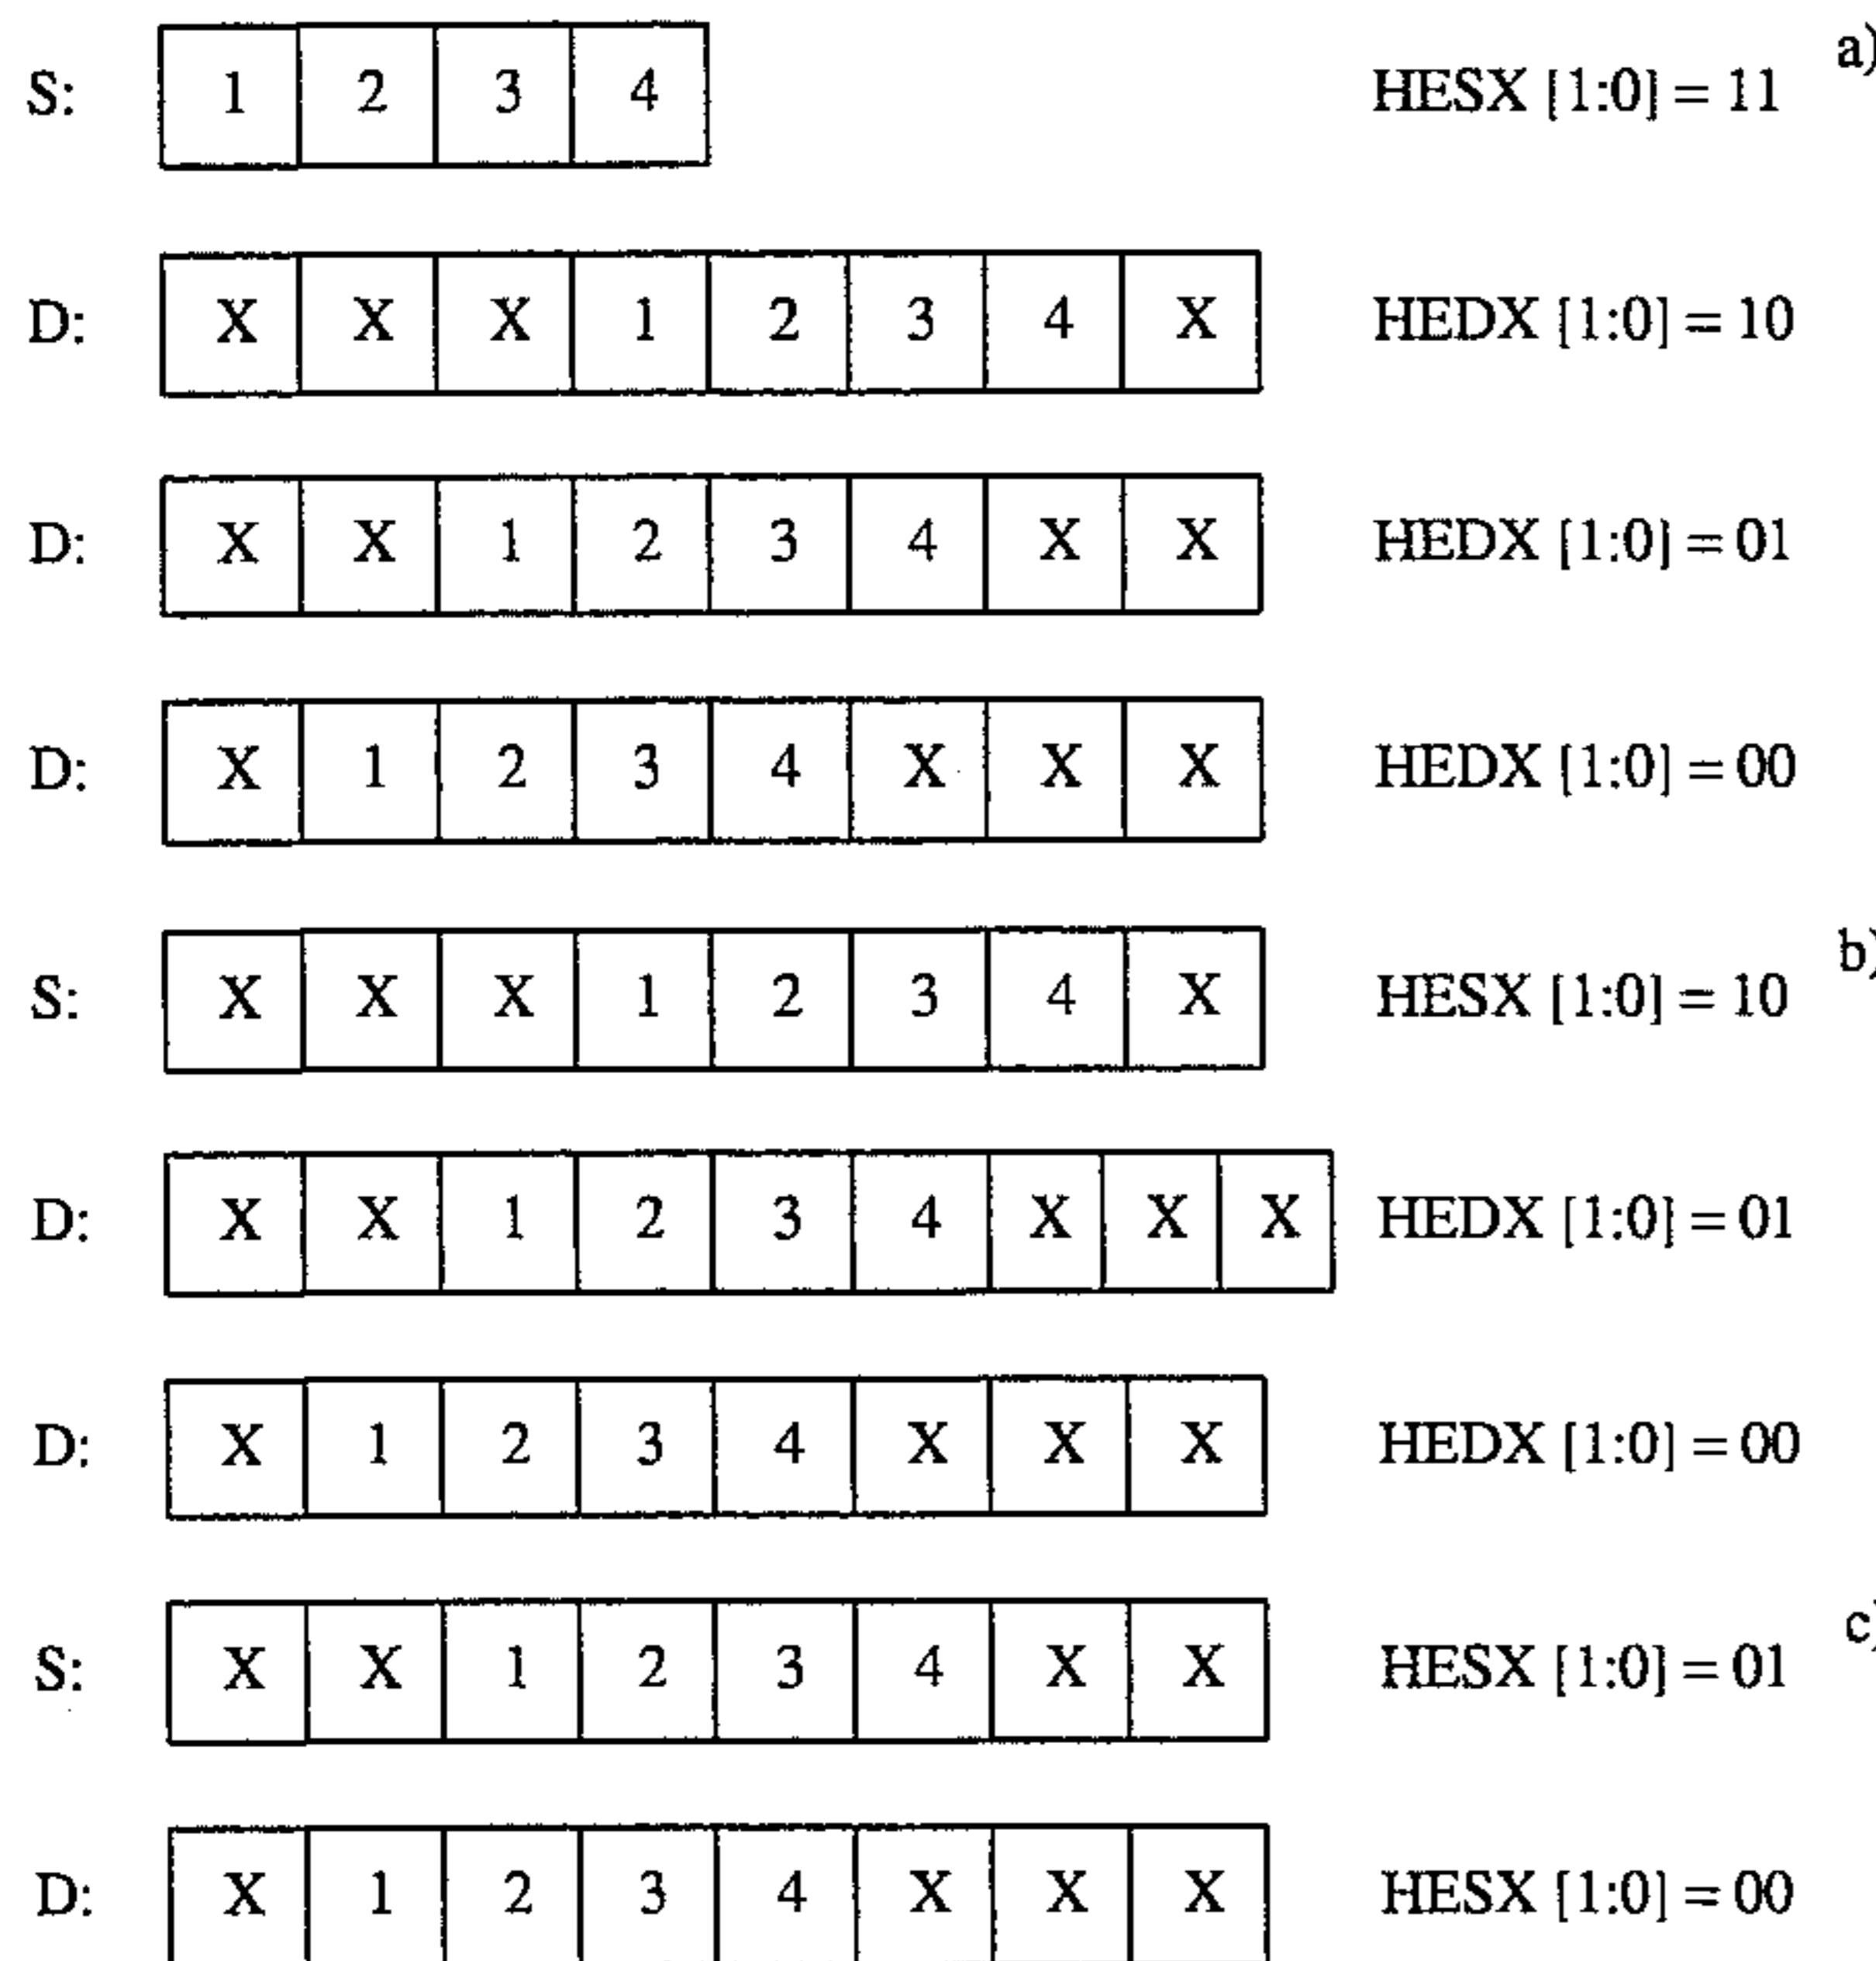 S: 1 2 3 4 HESX [1:0] = 11 a)
D: X X X 1 2 3 4 X HEDX [1:0] = 10
D: X X 1 2 3 4 X X HEDX [1:0] = 01
D: X 1 2 3 4 X X X HEDX [1:0] = 00
S: X X X 1 2 3 4 X HESX [1:0] = 10 b)
D: X X 1 2 3 4 X X X HEDX [1:0] = 01
D: X 1 2 3 4 X X X HEDX [1:0] = 00
S: X X 1 2 3 4 X X HESX [1:0] = 01 c)
D: X 1 2 3 4 X X X HESX [1:0] = 00